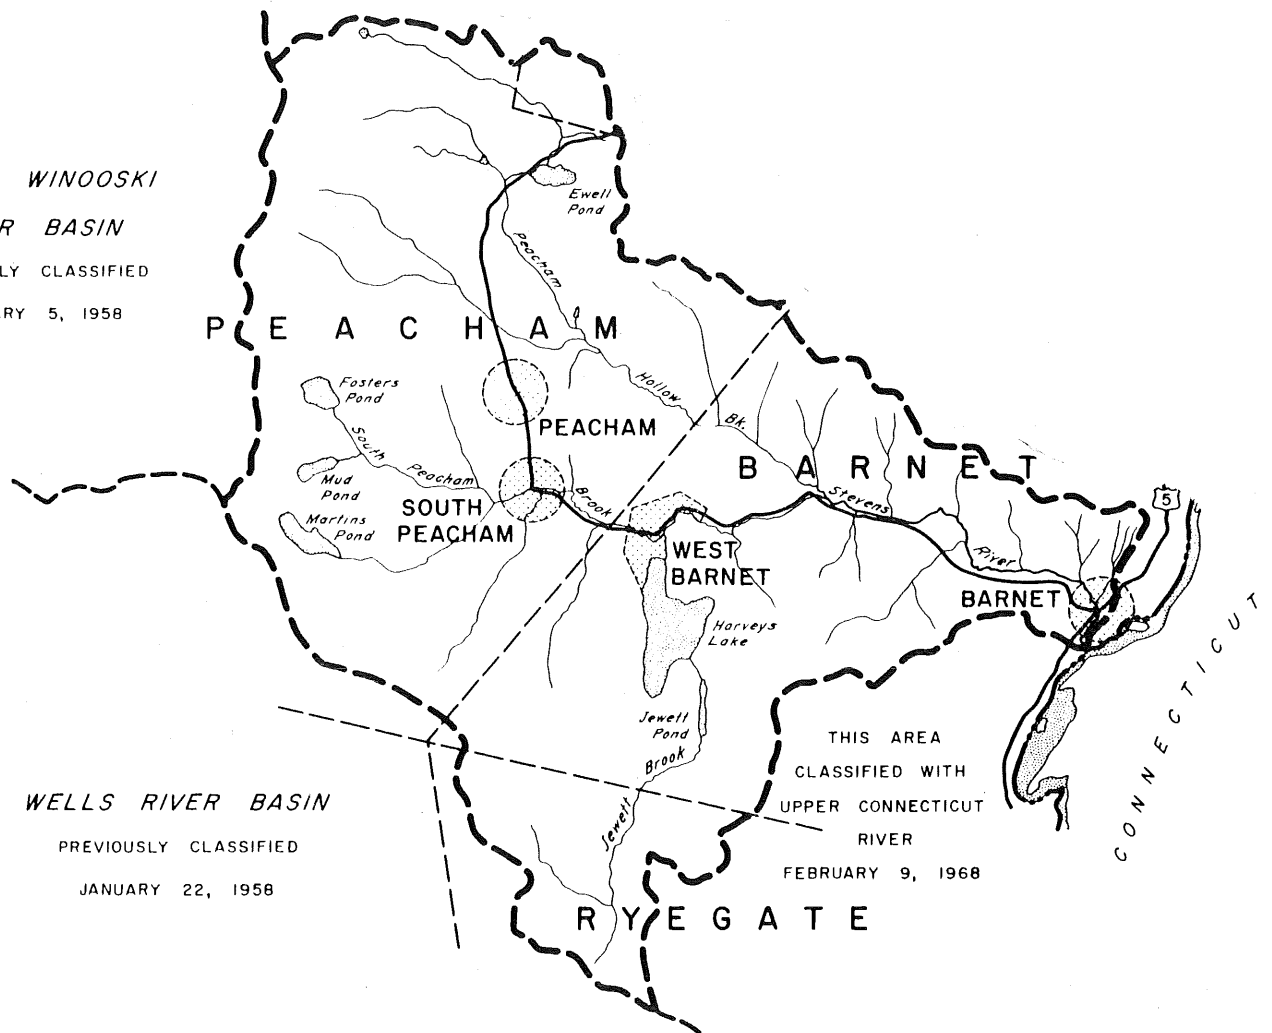 WINOOSKI
R BASIN
LY CLASSIFIED
RY 5, 1958
Ewell
Pond
Peacham
PEACHAM
Fosters
Pond
Hollow
Bk.
PEACHAM
South
Peacham
Mud
Pond
BARNET
Stevens
5
SOUTH
PEACHAM
Brook
Martins
Pond
WEST
BARNET
River
BARNET
Harveys
Lake
CONNECTICUT
Jewett
Pond
Brook
Jewett
THIS AREA
CLASSIFIED WITH
UPPER CONNECTICUT
RIVER
FEBRUARY 9, 1968
WELLS RIVER BASIN
PREVIOUSLY CLASSIFIED
JANUARY 22, 1958
RYEGATE